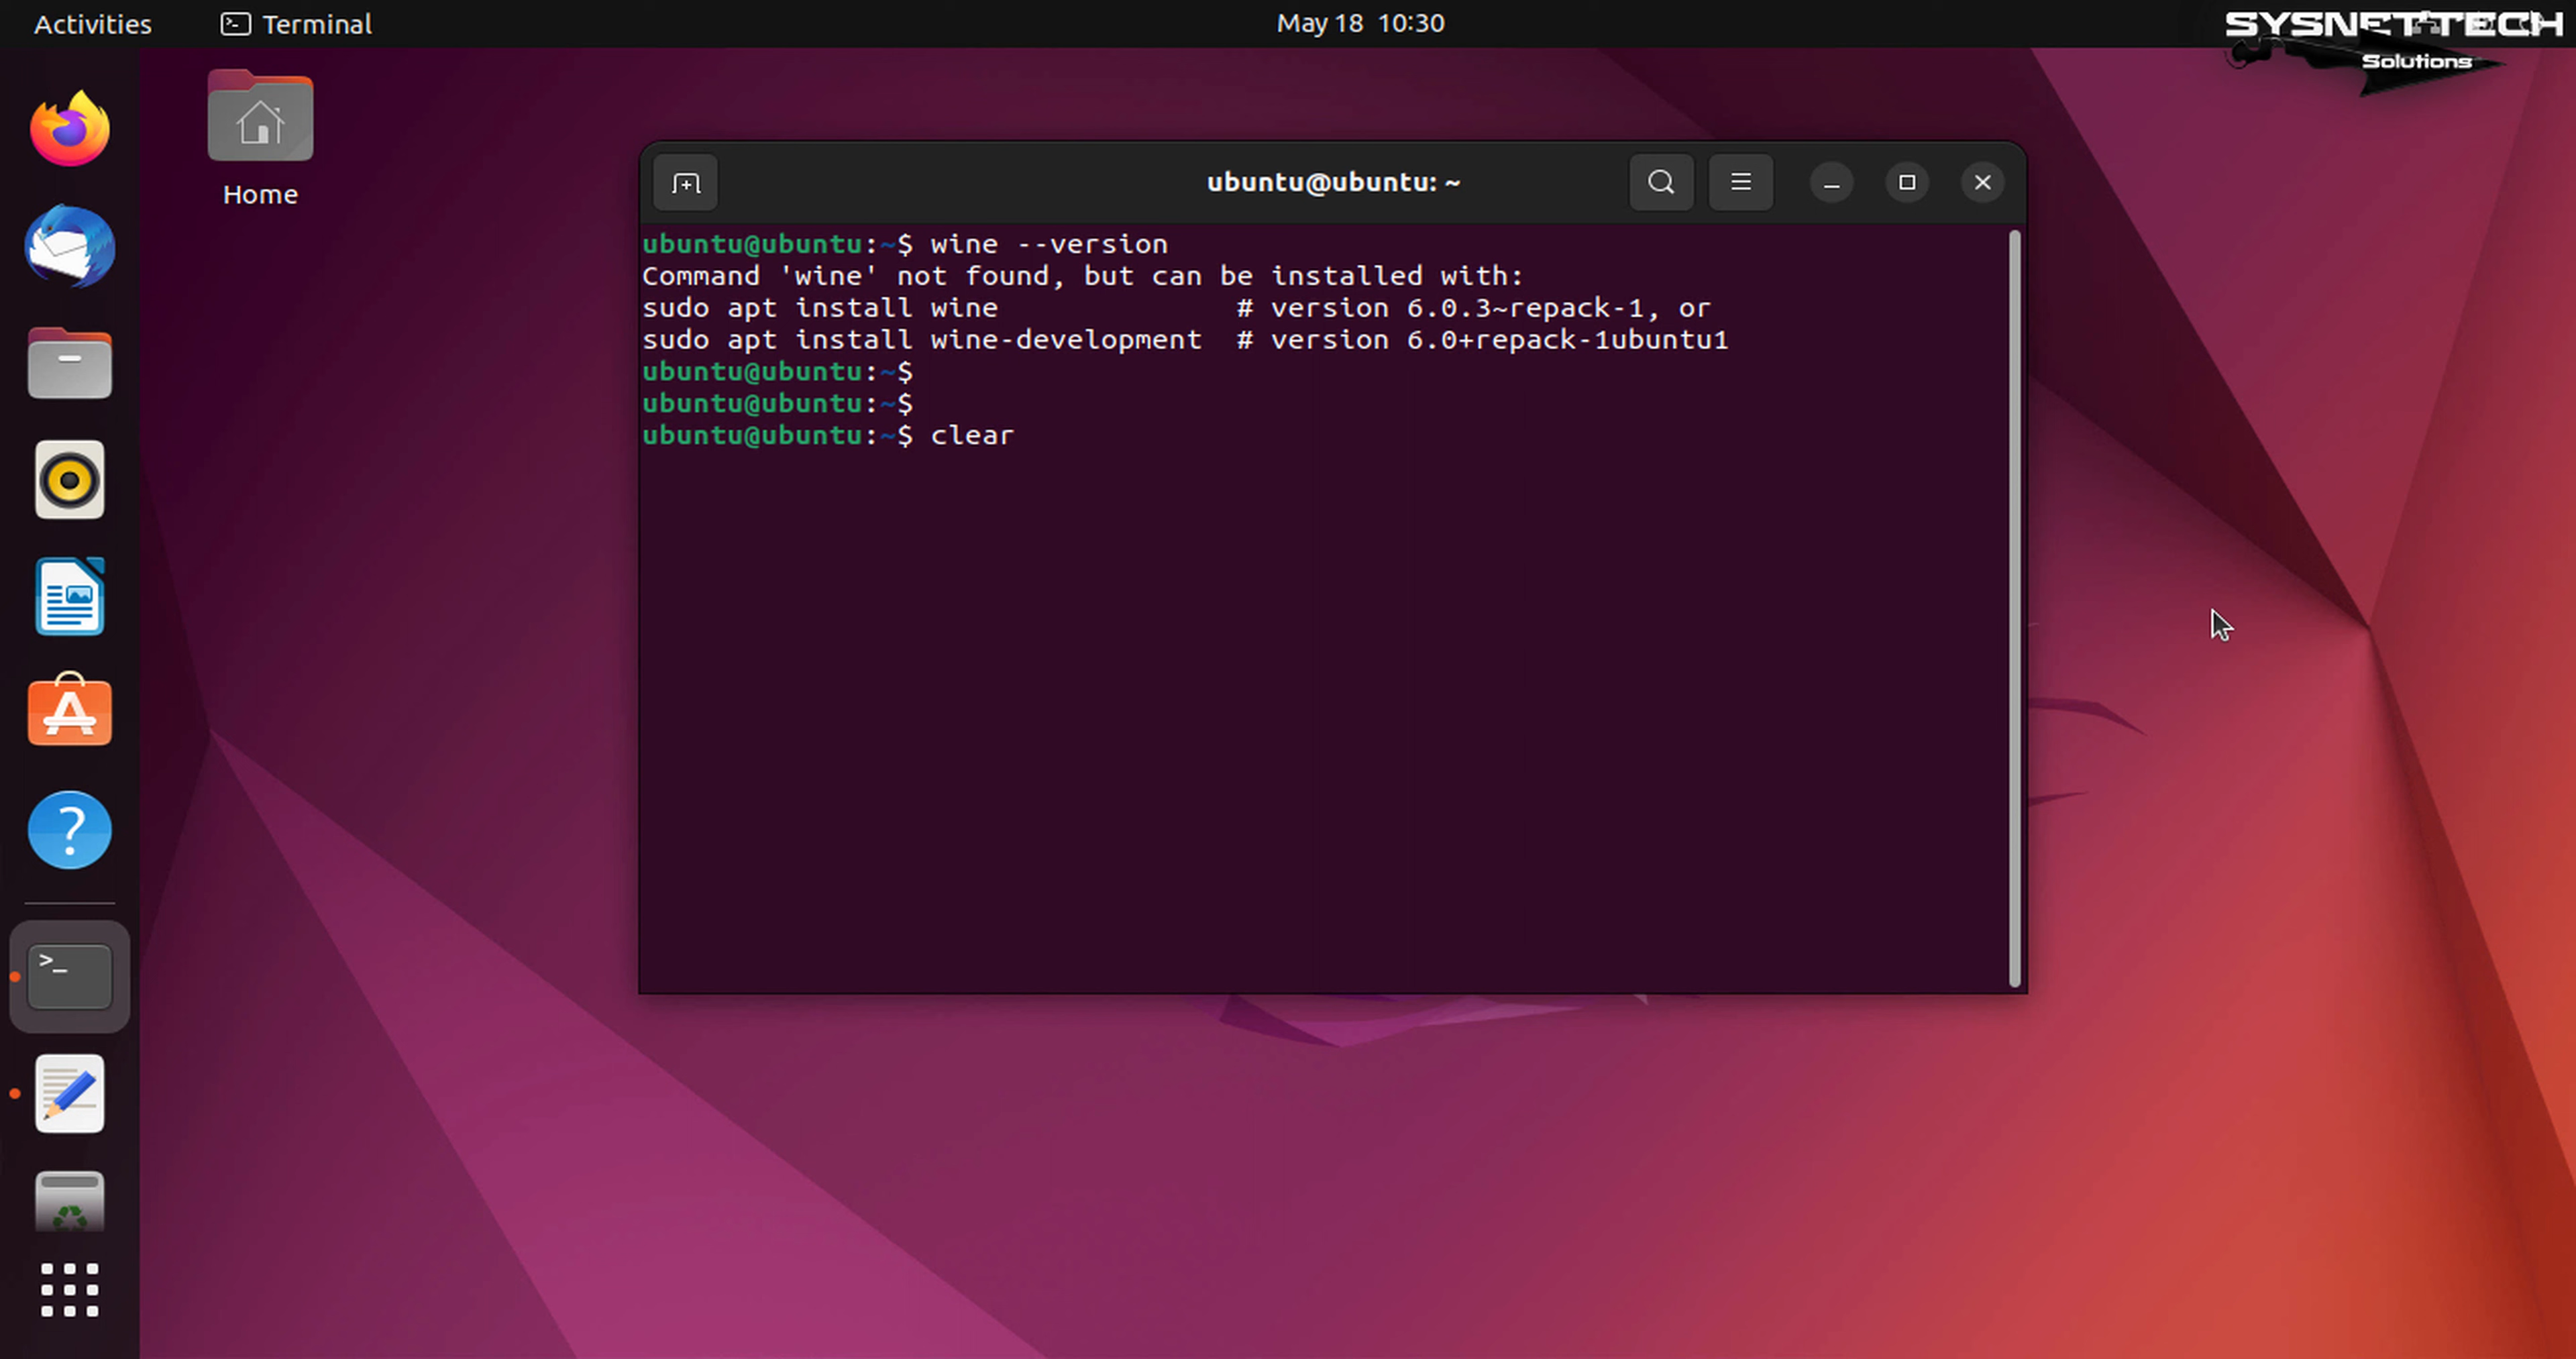 Activities
Terminal
May 18 10:30
SYSNETTECH
Solutions
Home
ubuntu@ubuntu: ~
ubuntu@ubuntu:~$ wine --version
Command 'wine' not found, but can be installed with:
sudo apt install wine              # version 6.0.3~repack-1, or
sudo apt install wine-development  # version 6.0+repack-1ubuntu1
ubuntu@ubuntu:~$
ubuntu@ubuntu:~$
ubuntu@ubuntu:~$ clear